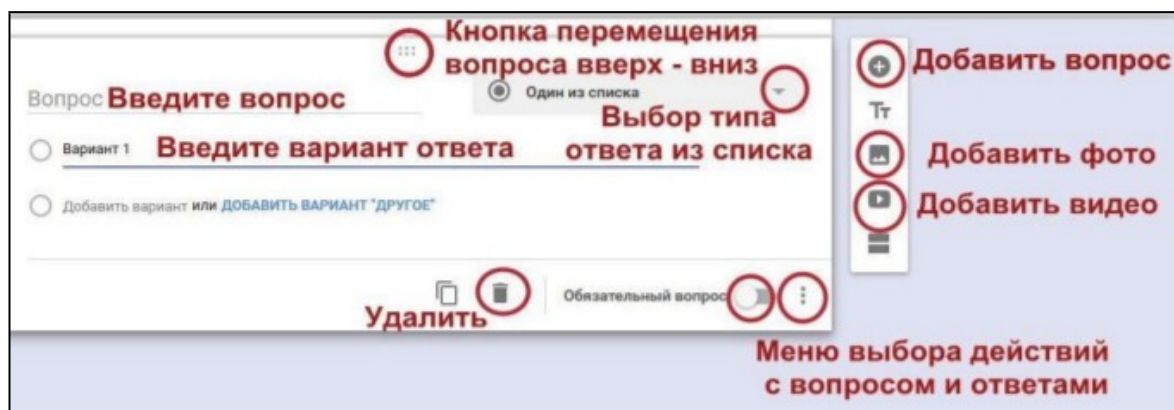 Кнопка перемещения
вопроса вверх - вниз
Добавить вопрос
Вопрос Введите вопрос
Один из списка
Выбор типа
ответа из списка
Tт
Вариант 1 Введите вариант ответа
Добавить фото
Добавить видео
Добавить вариант или ДОБАВИТЬ ВАРИАНТ "ДРУГОЕ"
Обязательный вопрос
Удалить
Меню выбора действий
с вопросом и ответами